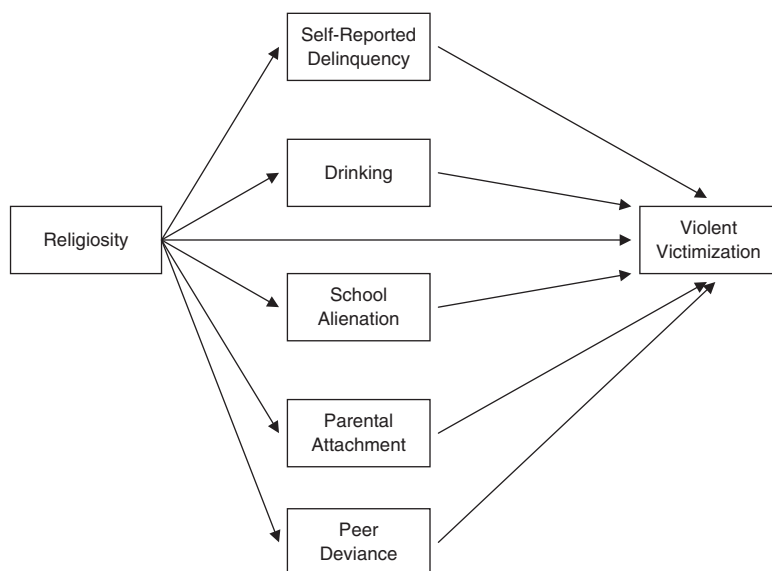 Self-Reported
Delinquency
Drinking
Religiosity
Violent
Victimization
School
Alienation
Parental
Attachment
Peer
Deviance